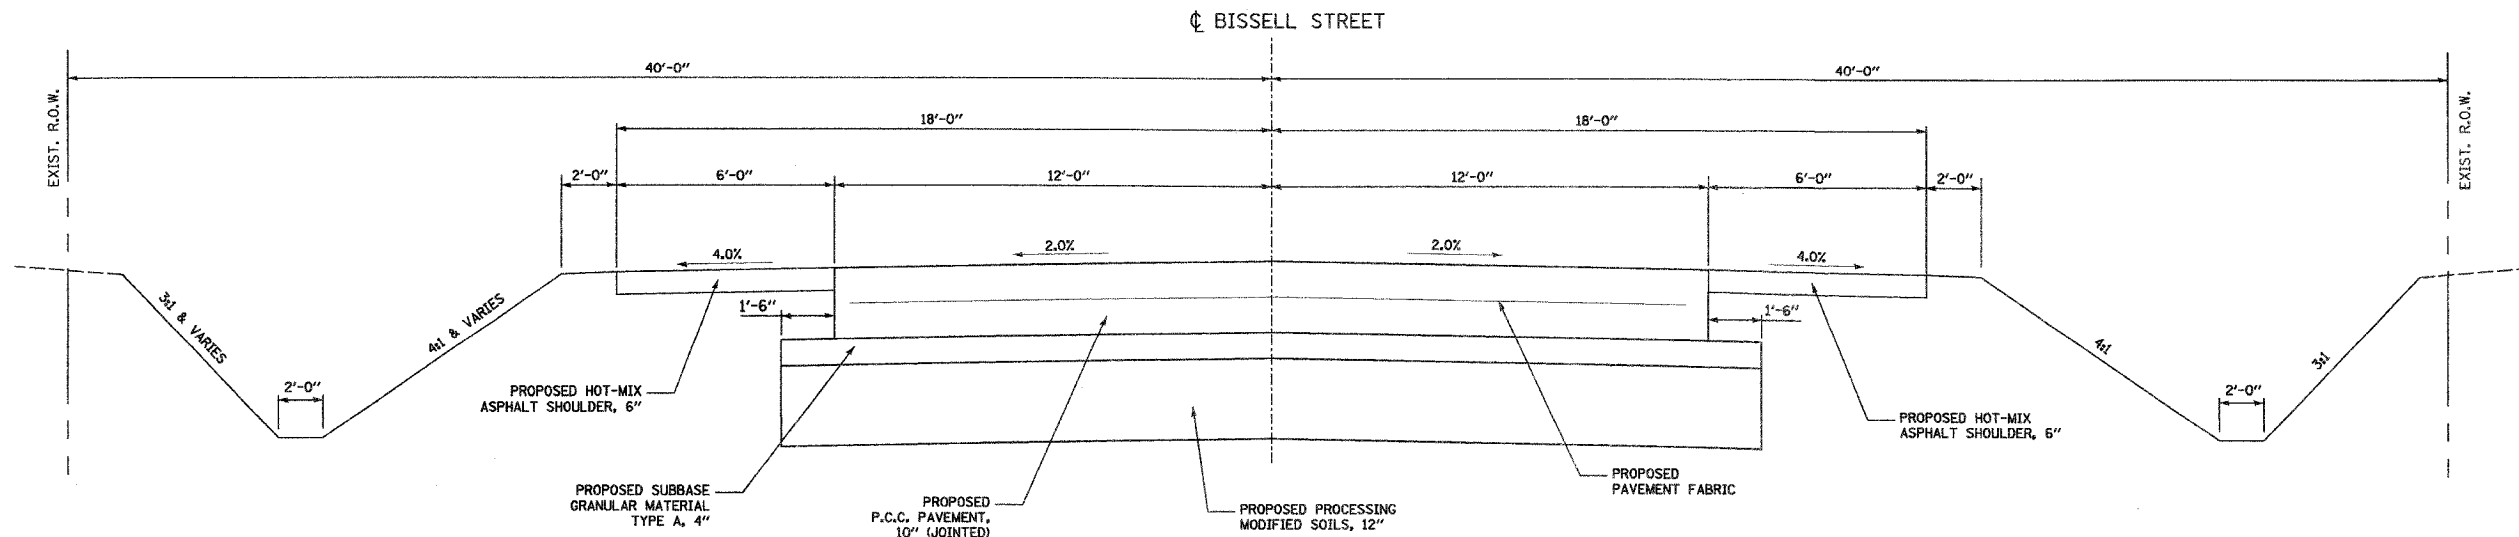 ℄ BISSELL STREET
40'-0"
40'-0"
EXIST. R.O.W.
EXIST. R.O.W.
18'-0"
18'-0"
2'-0"
6'-0"
12'-0"
12'-0"
6'-0"
2'-0"
4.0%
2.0%
2.0%
4.0%
3:1 & VARIES
4:1 & VARIES
1'-6"
1'-6"
4:1
3:1
2'-0"
2'-0"
PROPOSED HOT-MIX
ASPHALT SHOULDER, 6"
PROPOSED HOT-MIX
ASPHALT SHOULDER, 6"
PROPOSED SUBBASE
GRANULAR MATERIAL
TYPE A, 4"
PROPOSED
P.C.C. PAVEMENT,
10" (JOINTED)
PROPOSED PROCESSING
MODIFIED SOILS, 12"
PROPOSED
PAVEMENT FABRIC